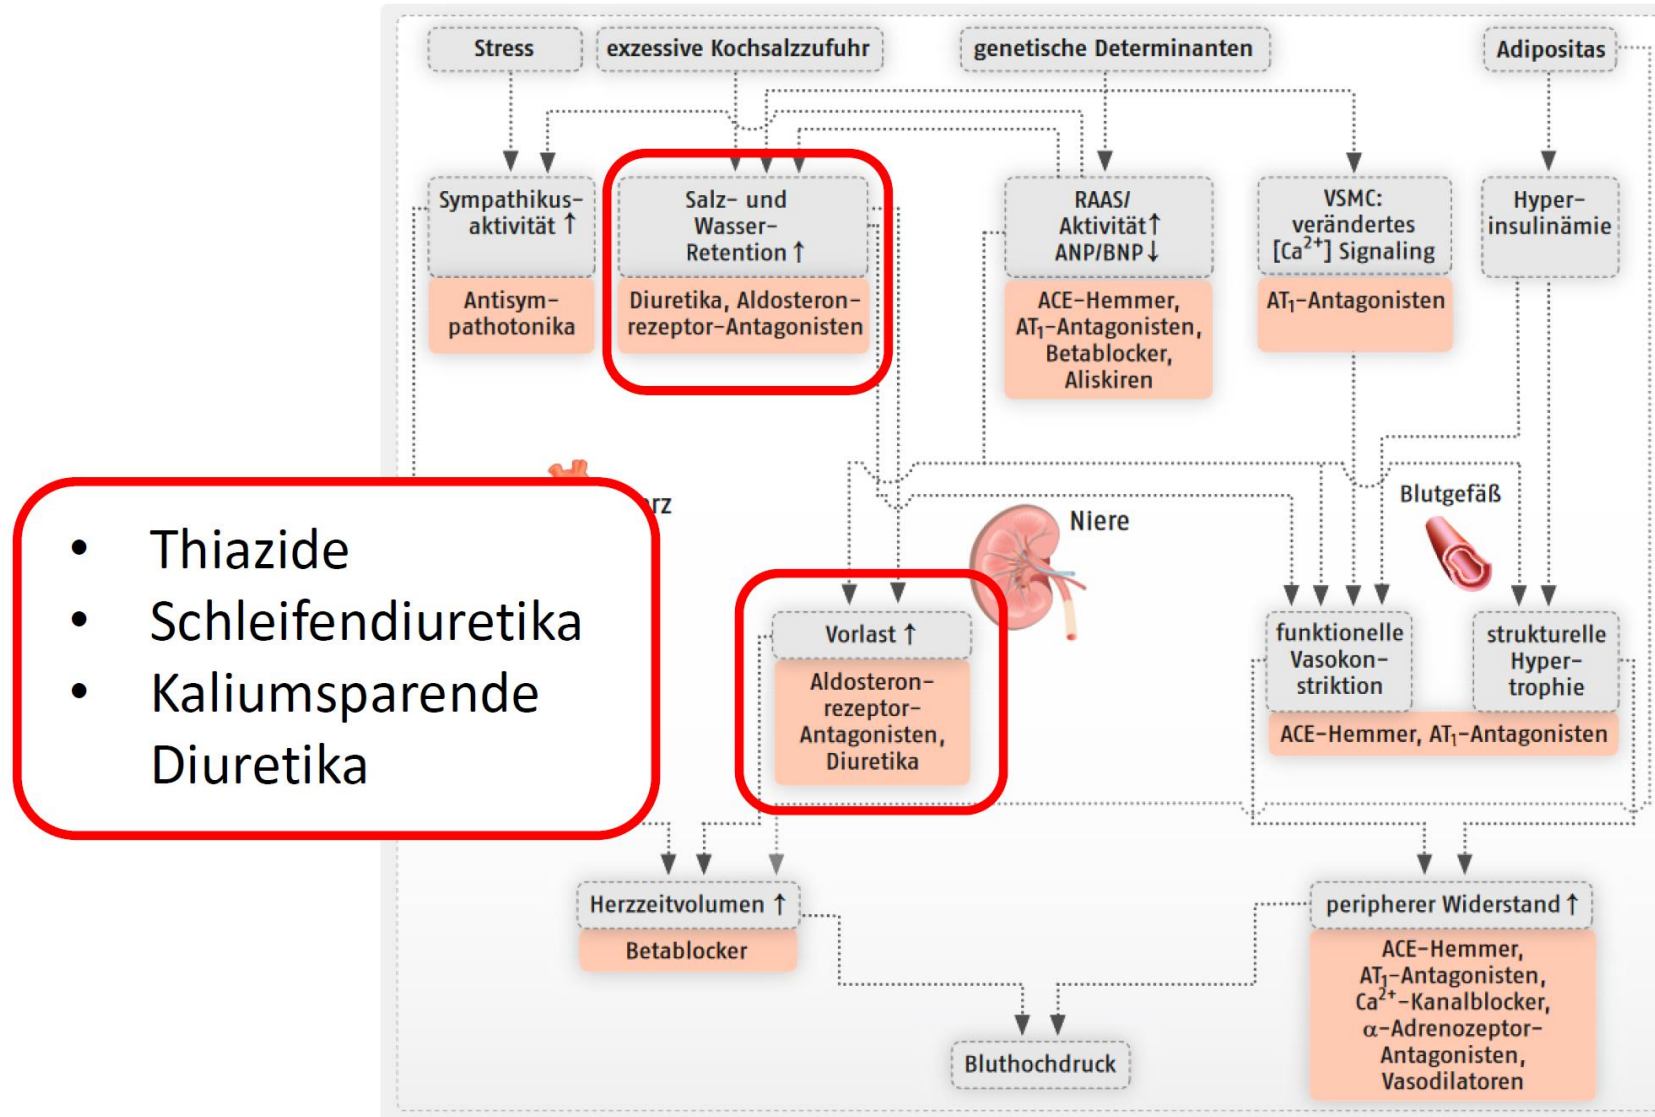 Stress
exzessive Kochsalzzufuhr
genetische Determinanten
Adipositas
Sympathikus-
aktivität ↑
Salz- und
Wasser-
Retention ↑
RAAS/
Aktivität↑
ANP/BNP↓
VSMC:
verändertes
[Ca²⁺] Signaling
Hyper-
insulinämie
Antisym-
pathotonika
Diuretika, Aldosteron-
rezeptor-Antagonisten
ACE-Hemmer,
AT₁-Antagonisten,
Betablocker,
Aliskiren
AT₁-Antagonisten
• Thiazide
• Schleifendiuretika
• Kaliumsparende
Diuretika
rz
Niere
Blutgefäß
Vorlast ↑
Aldosteron-
rezeptor-
Antagonisten,
Diuretika
funktionelle
Vasokon-
striktion
strukturelle
Hyper-
trophie
ACE-Hemmer, AT₁-Antagonisten
Herzzeitvolumen ↑
Betablocker
peripherer Widerstand ↑
ACE-Hemmer,
AT₁-Antagonisten,
Ca²⁺-Kanalblocker,
α-Adrenozeptor-
Antagonisten,
Vasodilatoren
Bluthochdruck